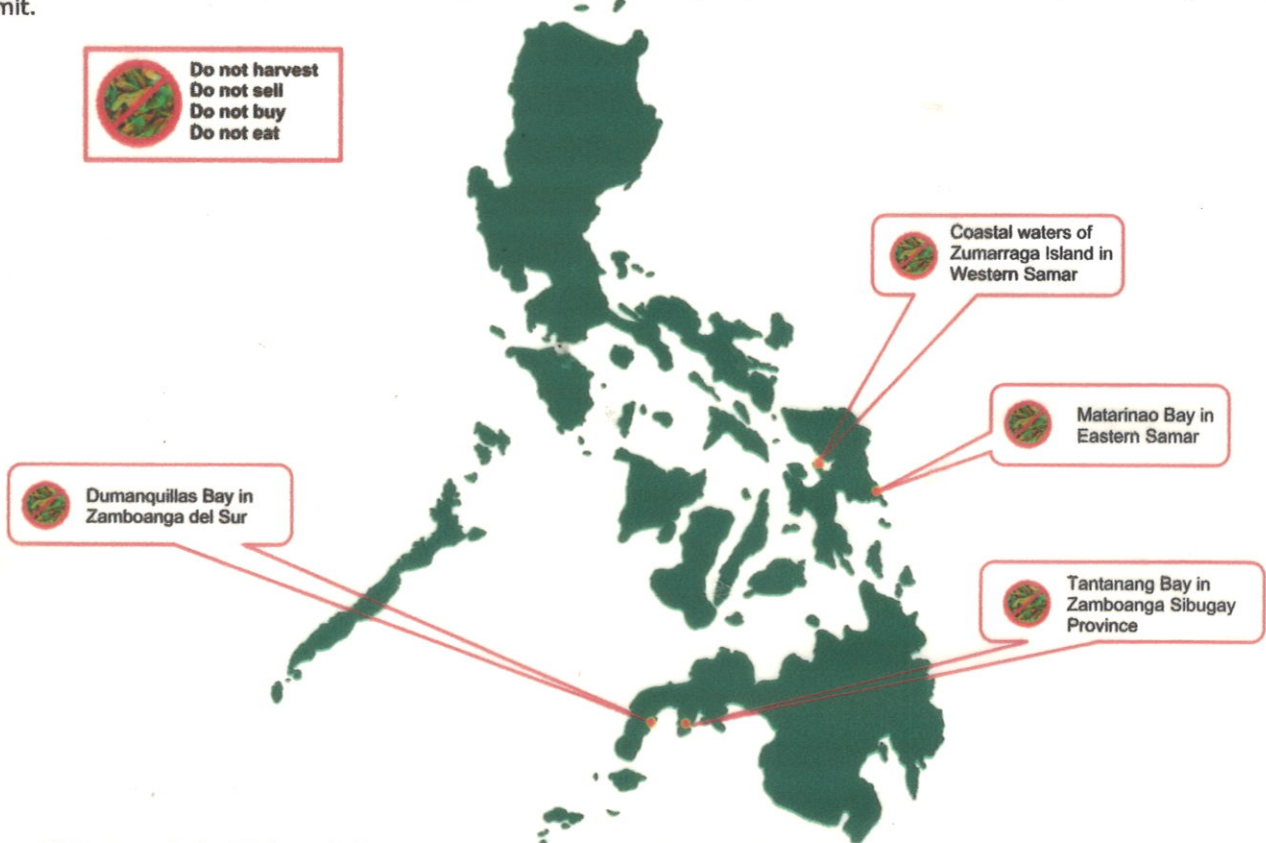 mit.
Do not harvest
Do not sell
Do not buy
Do not eat
Coastal waters of
Zumarraga Island in
Western Samar
Matarinao Bay in
Eastern Samar
Dumanquillas Bay in
Zamboanga del Sur
Tantanang Bay in
Zamboanga Sibugay
Province